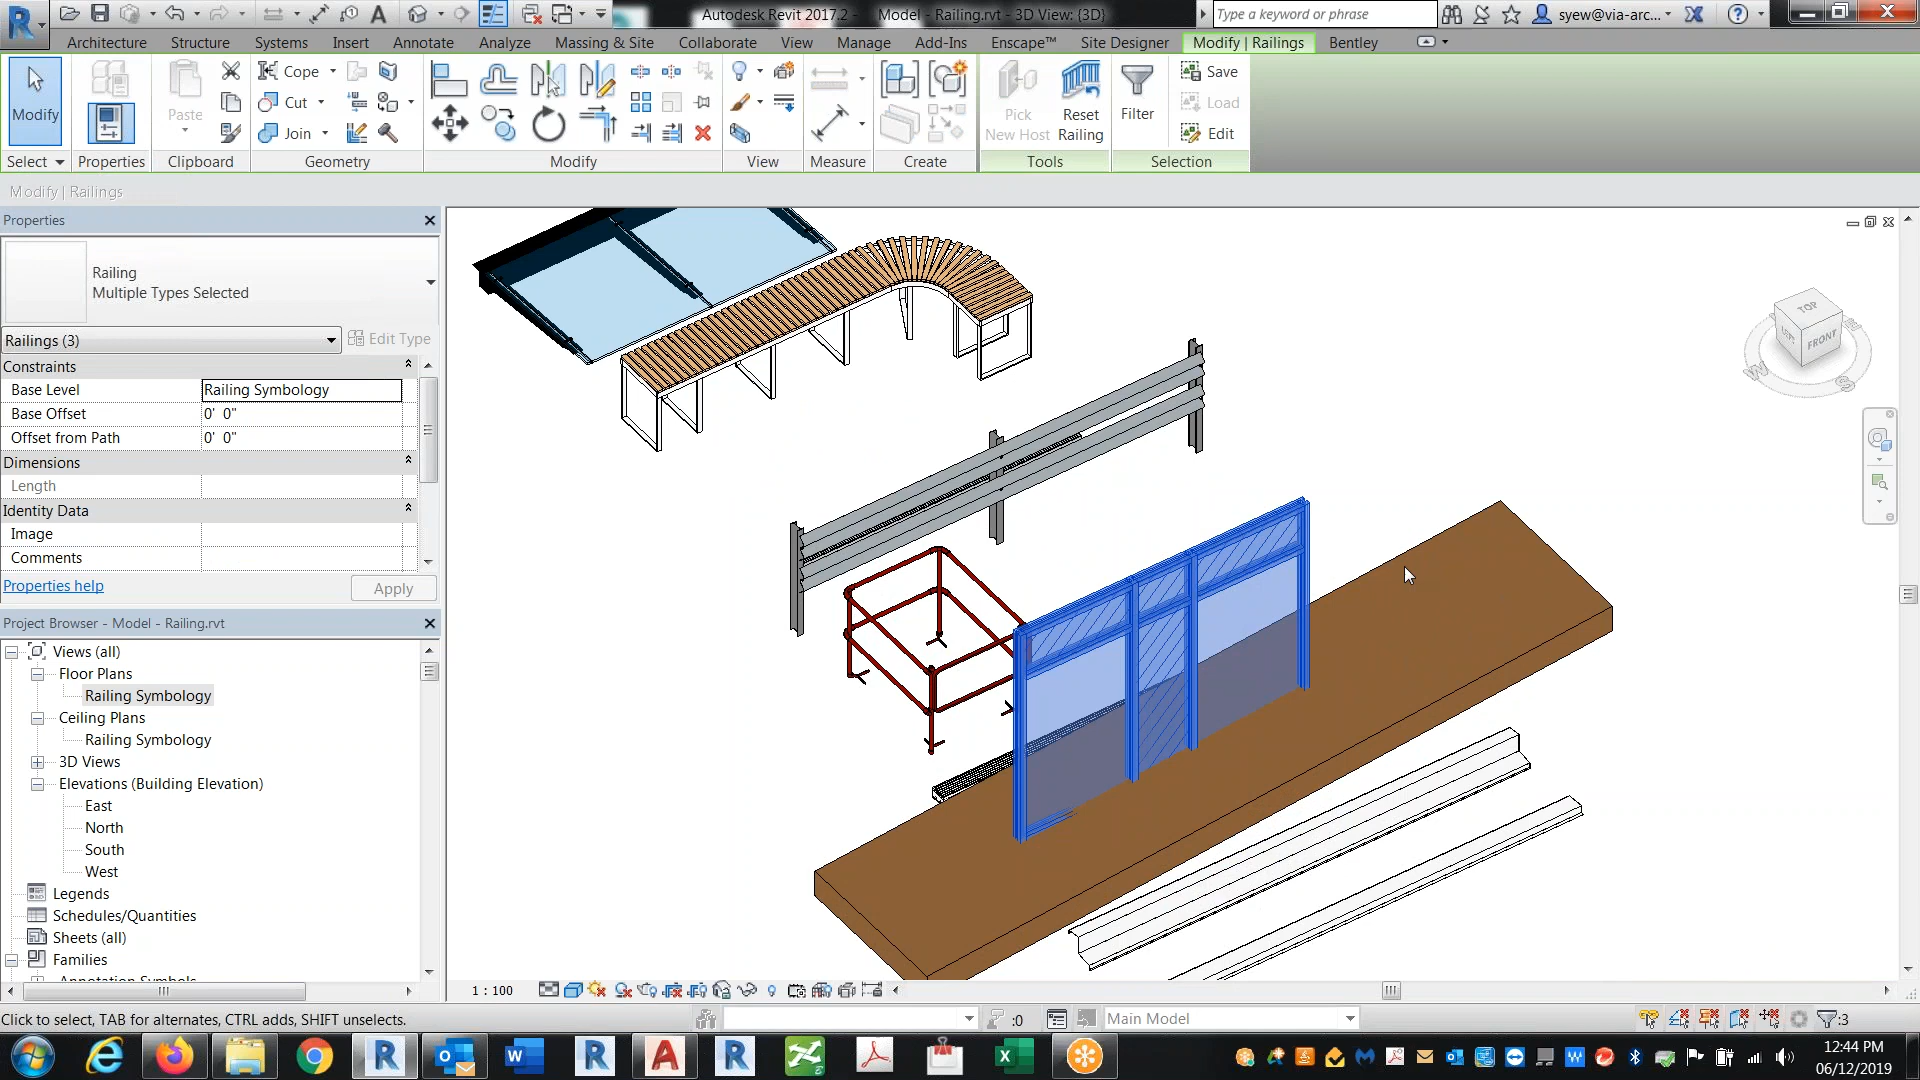 Autodesk Revit 2017.2 - Model - Railing.rvt - 3D View: {3D}
Type a keyword or phrase
syew@via-arc...
Architecture Structure Systems Insert Annotate Analyze Massing & Site Collaborate View Manage Add-Ins Enscape™ Site Designer Modify | Railings Bentley
Modify
Paste
Cope
Cut
Join
Pick
New Host
Reset
Railing
Filter
Save
Load
Edit
Select Properties Clipboard Geometry Modify View Measure Create Tools Selection
Modify | Railings
Properties
Railing
Multiple Types Selected
Railings (3)
Edit Type
Constraints
Base Level Railing Symbology
Base Offset 0' 0"
Offset from Path 0' 0"
Dimensions
Length
Identity Data
Image
Comments
Properties help
Apply
Project Browser - Model - Railing.rvt
Views (all)
Floor Plans
Railing Symbology
Ceiling Plans
Railing Symbology
3D Views
Elevations (Building Elevation)
East
North
South
West
Legends
Schedules/Quantities
Sheets (all)
Families
Annotation Symbols
TOP
FRONT
W
S
1 : 100
Click to select, TAB for alternates, CTRL adds, SHIFT unselects.
:0
Main Model
:3
12:44 PM
06/12/2019